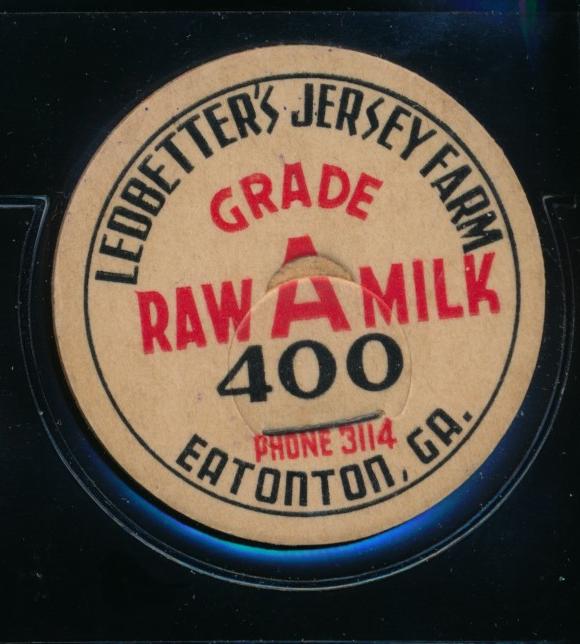 LEDBETTER'S JERSEY FARM
GRADE
A
RAW MILK
400
PHONE 3114
EATONTON, GA.